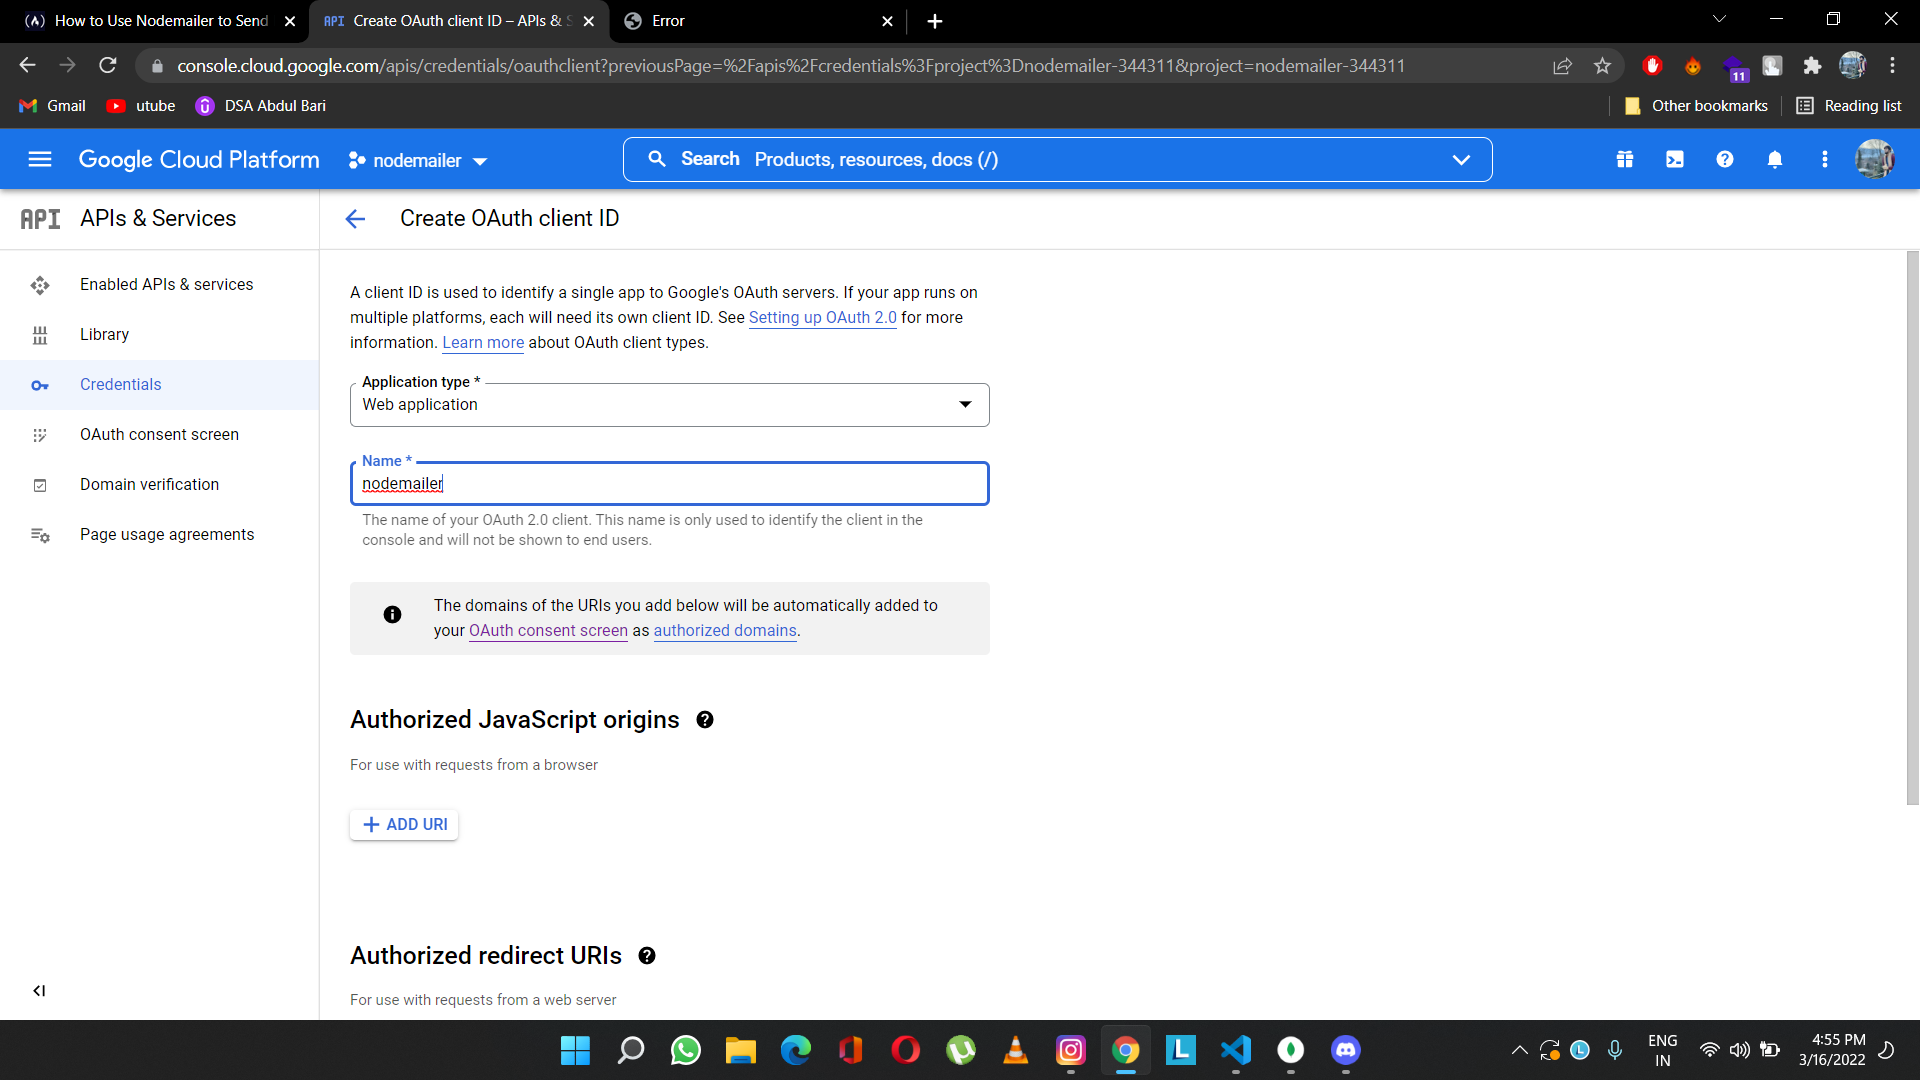 How to Use Nodemailer to Send
API Create OAuth client ID – APIs & S
Error
console.cloud.google.com/apis/credentials/oauthclient?previousPage=%2Fapis%2Fcredentials%3Fproject%3Dnodemailer-344311&project=nodemailer-344311
11
Gmail
utube
DSA Abdul Bari
Other bookmarks
Reading list
Google Cloud Platform
nodemailer
Search Products, resources, docs (/)
API APIs & Services
Create OAuth client ID
Enabled APIs & services
Library
Credentials
OAuth consent screen
Domain verification
Page usage agreements
A client ID is used to identify a single app to Google's OAuth servers. If your app runs on
multiple platforms, each will need its own client ID. See Setting up OAuth 2.0 for more
information. Learn more about OAuth client types.
Application type *
Web application
Name *
nodemailer
The name of your OAuth 2.0 client. This name is only used to identify the client in the
console and will not be shown to end users.
The domains of the URIs you add below will be automatically added to
your OAuth consent screen as authorized domains.
Authorized JavaScript origins
For use with requests from a browser
+ ADD URI
Authorized redirect URIs
For use with requests from a web server
ENG
IN
4:55 PM
3/16/2022